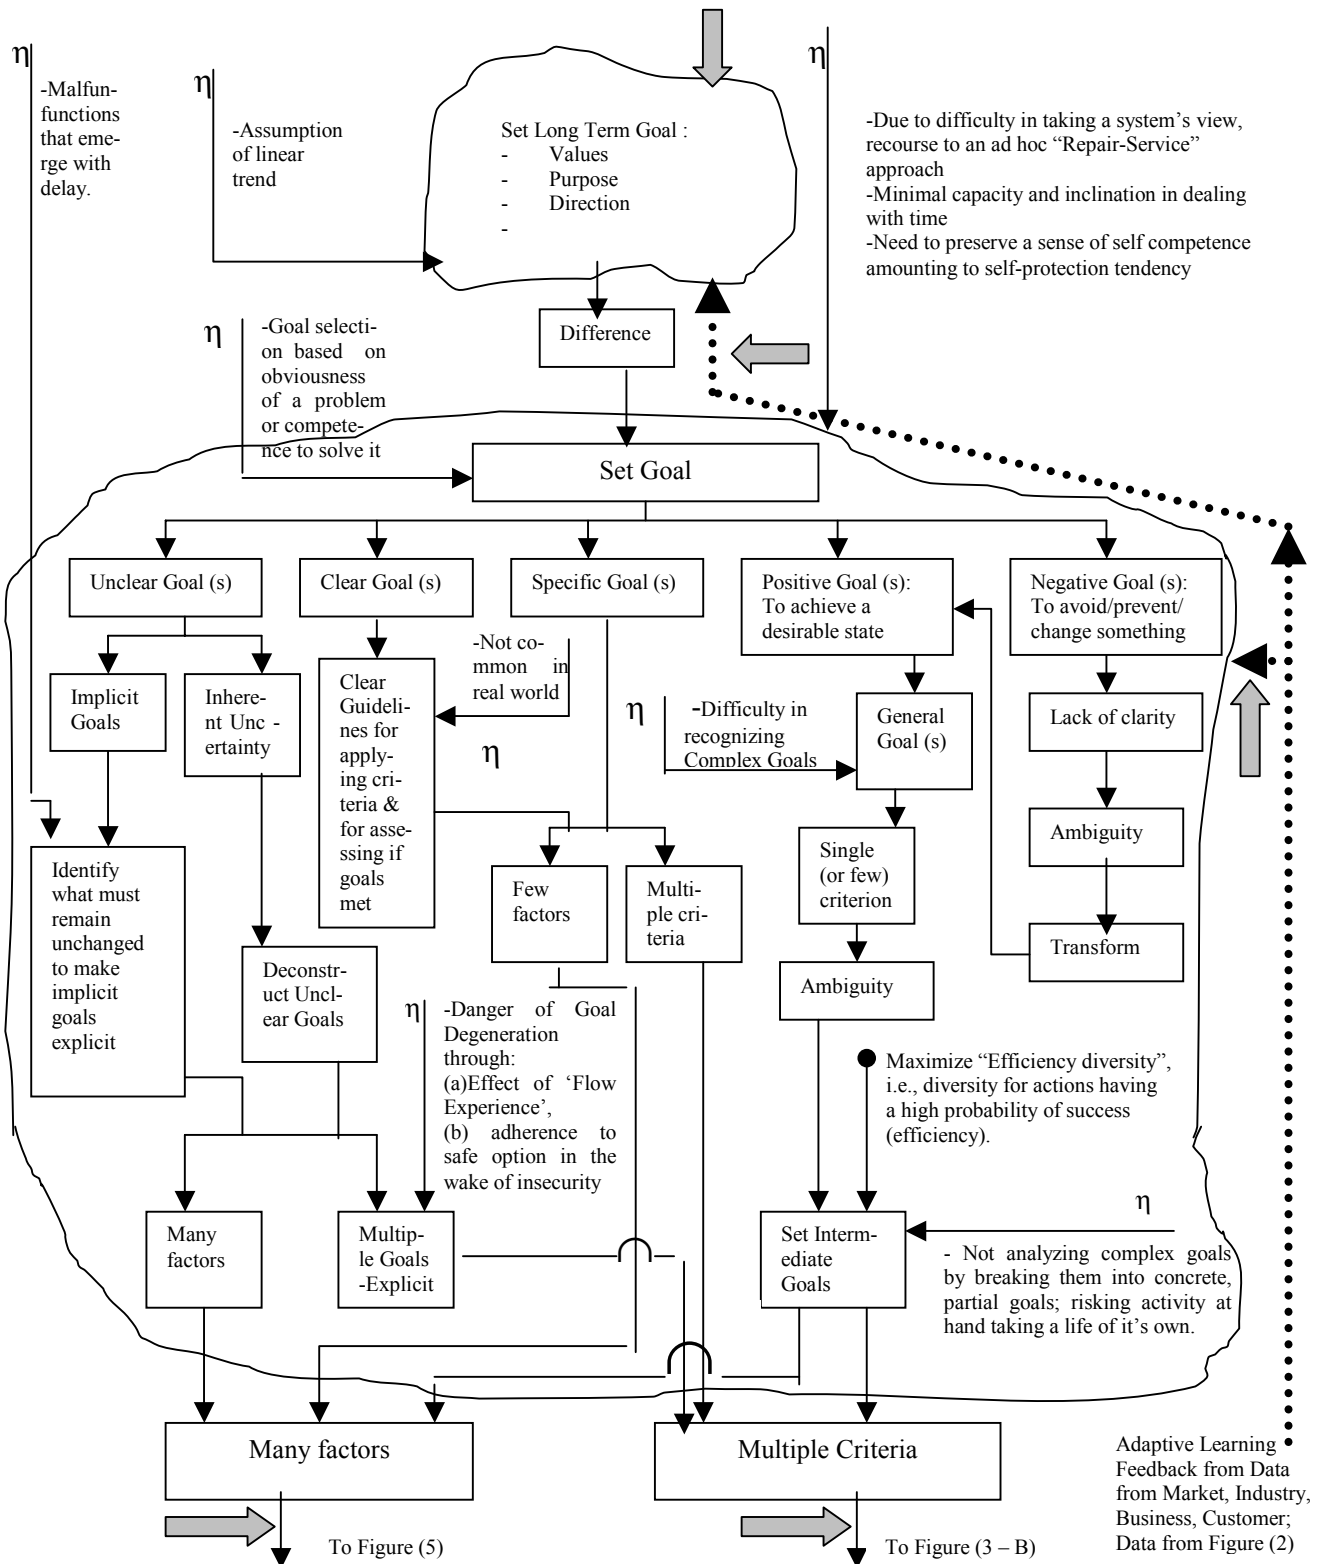 η
-Malfun-
functions
that eme-
rge with
delay.
η
-Assumption
of linear
trend
Set Long Term Goal :
- Values
- Purpose
- Direction
-
η
-Due to difficulty in taking a system’s view,
recourse to an ad hoc “Repair-Service”
approach
-Minimal capacity and inclination in dealing
with time
-Need to preserve a sense of self competence
amounting to self-protection tendency
Difference
η
-Goal selecti-
on based on
obviousness
of a problem
or compete-
nce to solve it
Set Goal
Unclear Goal (s)
Clear Goal (s)
Specific Goal (s)
Positive Goal (s):
To achieve a
desirable state
Negative Goal (s):
To avoid/prevent/
change something
Implicit
Goals
Inhere-
nt Unc -
ertainty
Clear
Guideli-
nes for
apply-
ing cri-
teria &
for asse-
ssing if
goals
met
-Not co-
mmon in
real world
η
η
-Difficulty in
recognizing
Complex Goals
General
Goal (s)
Lack of clarity
Ambiguity
Transform
Identify
what must
remain
unchanged
to make
implicit
goals
explicit
Few
factors
Multi-
ple cri-
teria
Single
(or few)
criterion
Ambiguity
Deconstr-
uct Uncl-
ear Goals
η
-Danger of Goal
Degeneration
through:
(a)Effect of ‘Flow
Experience’,
(b) adherence to
safe option in the
wake of insecurity
Maximize “Efficiency diversity”,
i.e., diversity for actions having
a high probability of success
(efficiency).
Many
factors
Multip-
le Goals
-Explicit
Set Interm-
ediate
Goals
η
- Not analyzing complex goals
by breaking them into concrete,
partial goals; risking activity at
hand taking a life of it’s own.
Many factors
Multiple Criteria
Adaptive Learning
Feedback from Data
from Market, Industry,
Business, Customer;
Data from Figure (2)
To Figure (5)
To Figure (3 – B)